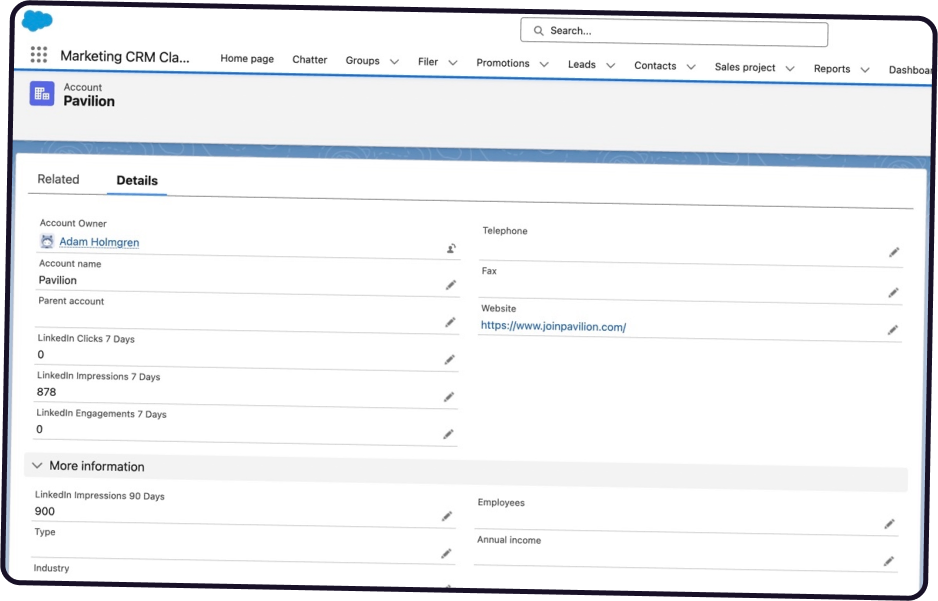 Search...
Marketing CRM Cla...
Home page
Chatter
Groups
Filer
Promotions
Leads
Contacts
Sales project
Reports
Dashboar
Account
Pavilion
Related
Details
Account Owner
Adam Holmgren
Account name
Pavilion
Parent account
LinkedIn Clicks 7 Days
0
LinkedIn Impressions 7 Days
878
LinkedIn Engagements 7 Days
0
Telephone
Fax
Website
https://www.joinpavilion.com/
More information
LinkedIn Impressions 90 Days
900
Type
Industry
Employees
Annual income